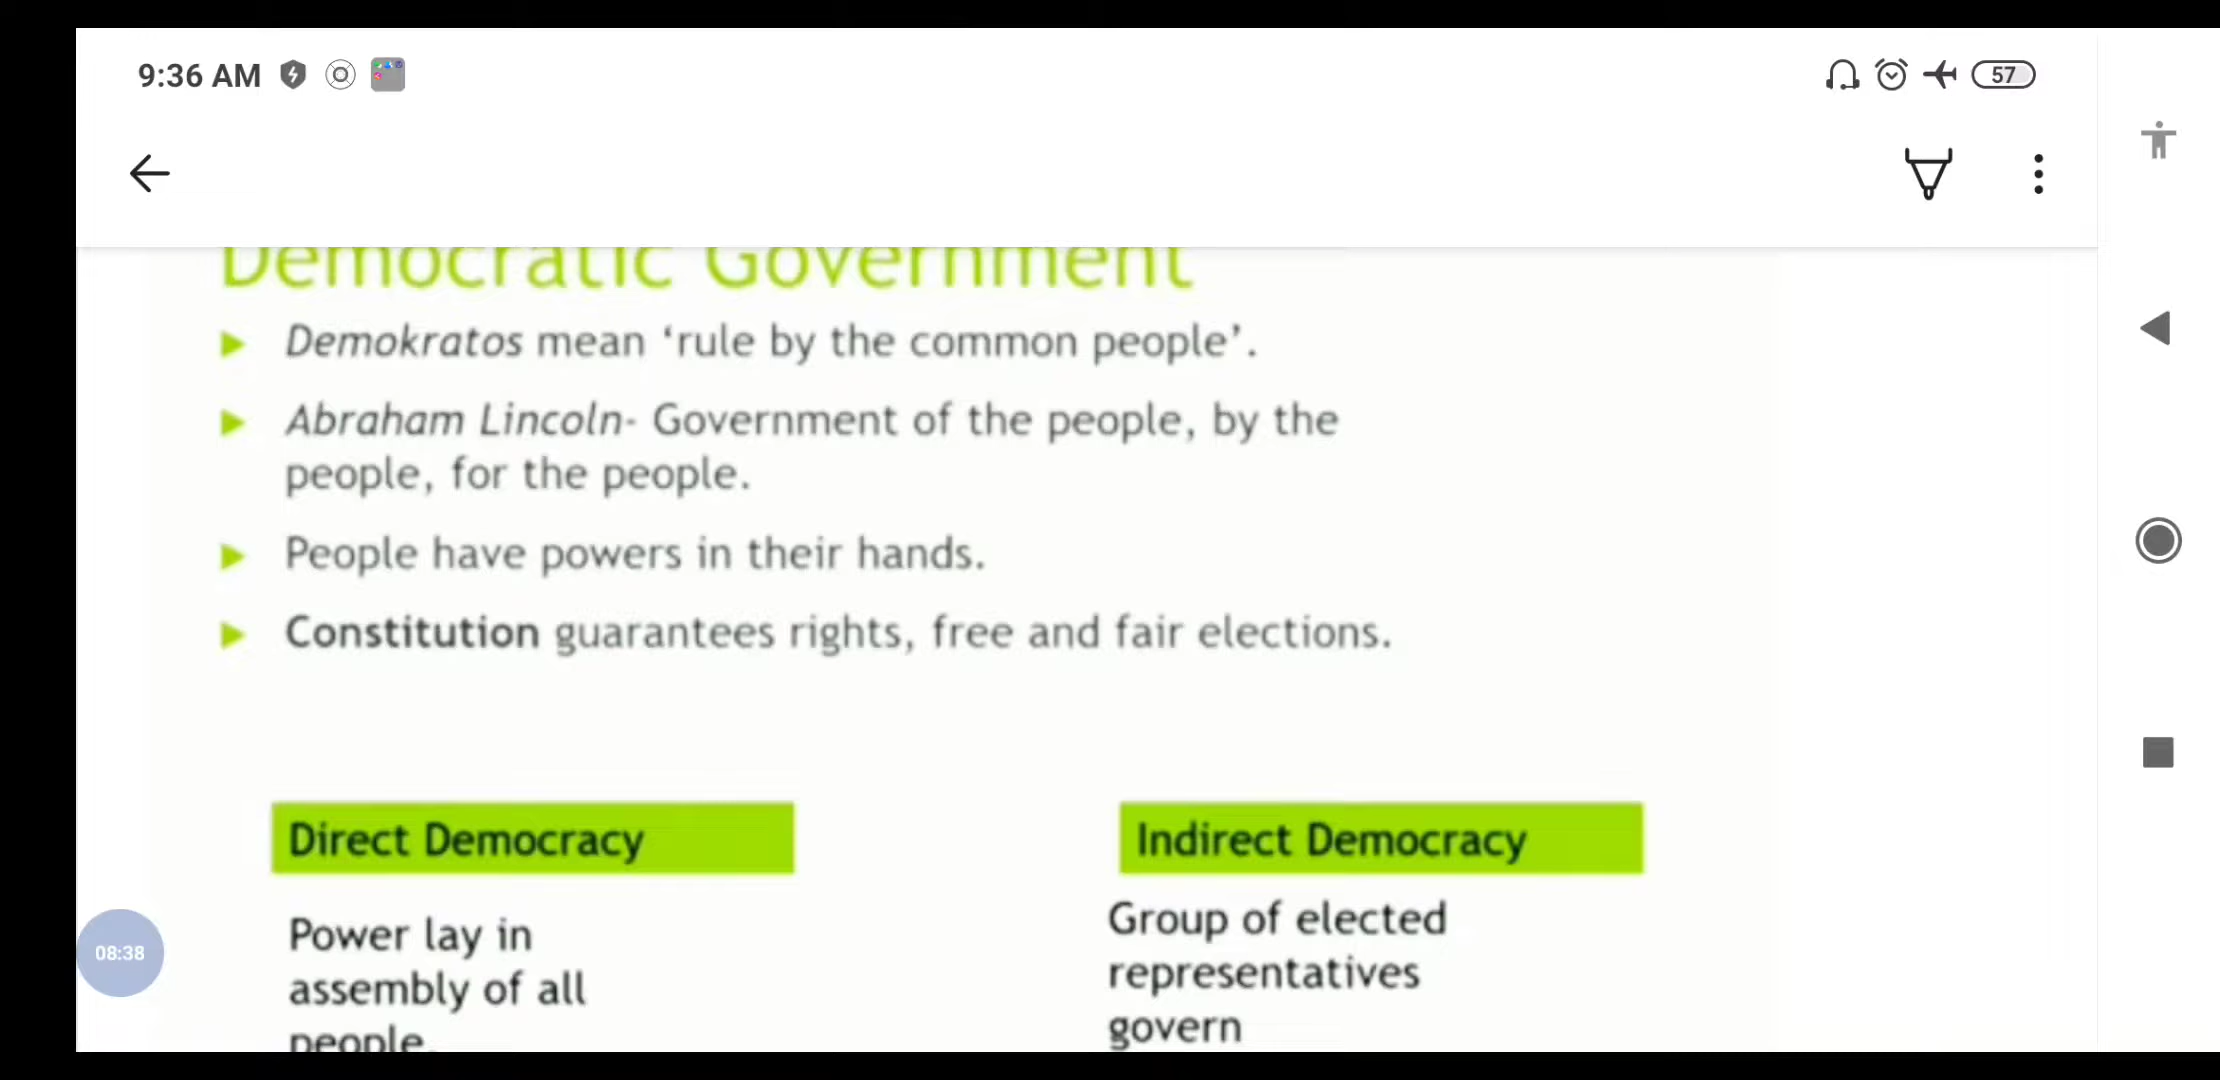 9:36 AM
57
Democratic Government
Demokratos mean ‘rule by the common people’.
Abraham Lincoln- Government of the people, by the
people, for the people.
People have powers in their hands.
Constitution guarantees rights, free and fair elections.
Direct Democracy
Power lay in
assembly of all
people.
Indirect Democracy
Group of elected
representatives
govern
08:38